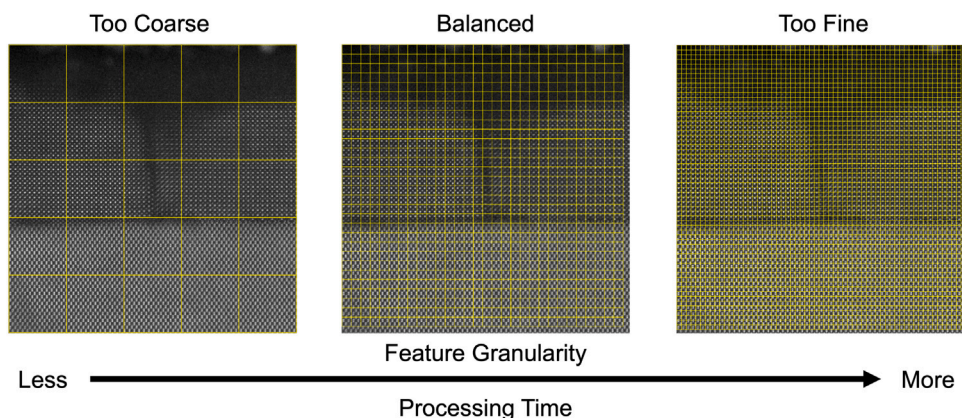 Too Coarse
Balanced
Too Fine
Feature Granularity
Less
More
Processing Time